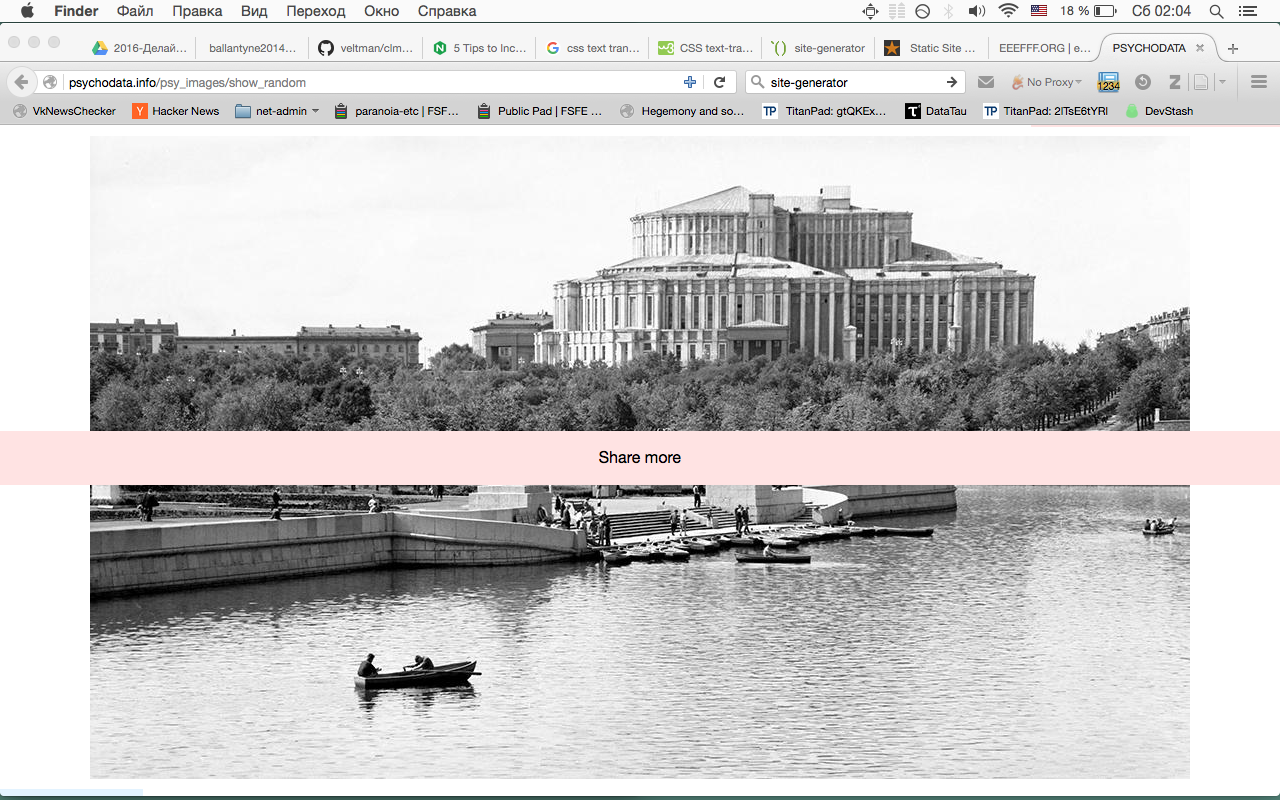 Finder Файл Правка Вид Переход Окно Справка 18 % Сб 02:04
2016-Делай… ballantyne2014… veltman/clm… 5 Tips to Inc… css text tran… CSS text-tra… site-generator Static Site … EEEFFF.ORG | e… PSYCHODATA
psychodata.info/psy_images/show_random site-generator No Proxy 1234
VkNewsChecker Hacker News net-admin paranoia-etc | FSF… Public Pad | FSFE … Hegemony and so… TitanPad: gtQKEx… DataTau TitanPad: 2lTsE6tYRl DevStash
Share more